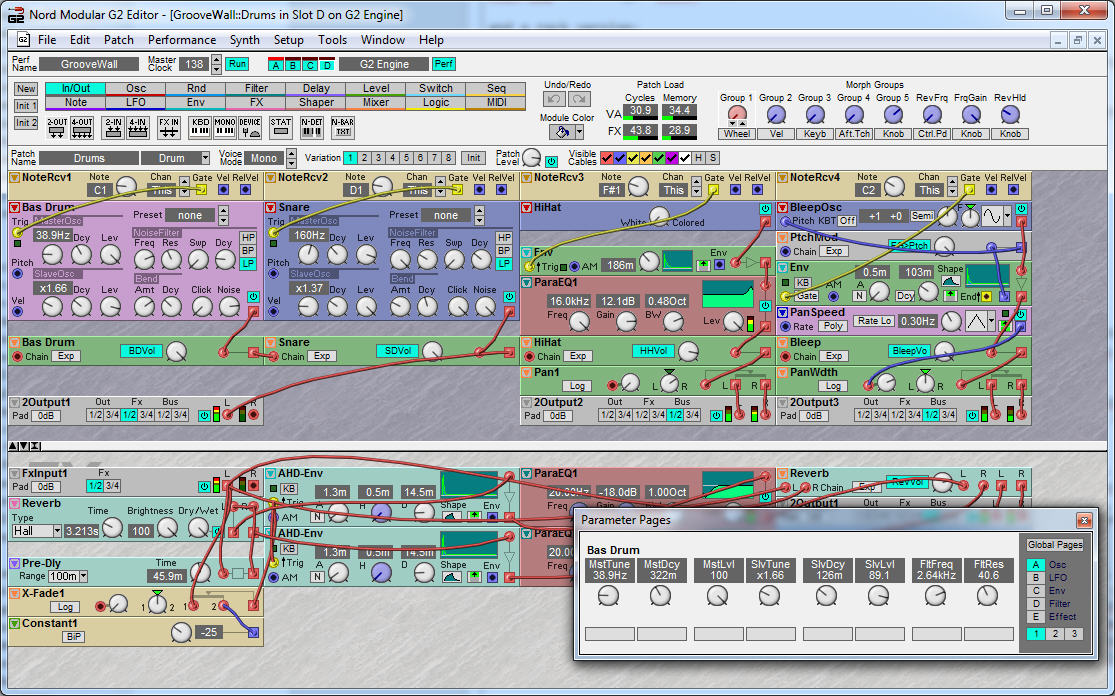 Nord Modular G2 Editor - [GrooveWall::Drums in Slot D on G2 Engine]
File Edit Patch Performance Synth Setup Tools Window Help
Perf Name GrooveWall Master Clock 138 Run A B C D G2 Engine Perf
New In/Out Osc Rnd Filter Delay Level Switch Seq
Init 1 Note LFO Env FX Shaper Mixer Logic MIDI
Init 2 2-OUT 4-OUT 2-IN 4-IN FX IN KBD MONO DEVICE STAT N-DET N-BAR
Undo/Redo
Module Color
Patch Load
Cycles Memory
VA 30.9 34.4
FX 43.8 28.9
Morph Groups
Group 1 Group 2 Group 3 Group 4 Group 5 RevFrq FrqGain RevHld
Wheel Vel Keyb Aft.Tch Knob Ctrl.Pd Knob Knob
Patch Name Drums Drum Voice Mode Mono Variation 1 2 3 4 5 6 7 8 Init Patch Level Visible Cables H S
NoteRcv1 Note C1 Chan This Gate Vel RelVel
NoteRcv2 Note D1 Chan This Gate Vel RelVel
NoteRcv3 Note F#1 Chan This Gate Vel RelVel
NoteRcv4 Note C2 Chan This Gate Vel RelVel
Bas Drum Preset none
Trig MasterOsc NoiseFilter
38.9Hz Dcy Lev Freq Res Swp Dcy HP BP LP
Pitch SlaveOsc Bend
x1.66 Dcy Lev Amt Dcy Click Noise
Vel
Snare Preset none
Trig MasterOsc NoiseFilter
160Hz Dcy Lev Freq Res Swp Dcy HP BP LP
Pitch SlaveOsc Bend
x1.37 Dcy Lev Amt Dcy Click Noise
Vel
HiHat
White Colored
Env
Trig AM 186m Env
ParaEQ1
16.0kHz 12.1dB 0.48Oct
Freq Gain BW Lev
BleepOsc
Pitch KBT Off +1 +0 Semi F
PtchMod
Chain Exp
Env 0.5m 103m Shape
KB
Gate AM N A Dcy End
PanSpeed
Rate Poly Rate Lo 0.30Hz
Bas Drum
Chain Exp BDVol
Snare
Chain Exp SDVol
HiHat
Chain Exp HHVol
Bleep
Chain Exp BleepVo
Pan1
Log L R L R
PanWdth
Log L R L R
2Output1 Out Fx Bus L R
Pad 0dB 1/2 3/4 1/2 3/4 1/2 3/4
2Output2 Out Fx Bus
Pad 0dB 1/2 3/4 1/2 3/4 1/2 3/4
2Output3 Out Fx Bus
Pad 0dB 1/2 3/4 1/2 3/4 1/2 3/4
FxInput1 Fx L R
Pad 0dB 1/2 3/4
Reverb
Type Time Brightness Dry/Wet L R
Hall 3.213s 100
Pre-Dly Time
Range 100m 45.9m
X-Fade1
Log 1 2 1 2
Constant1
BiP -25
AHD-Env
KB 1.3m 0.5m 14.5m
Trig
AM N A H D Shape Env
AHD-Env
KB 1.3m 0.5m 14.5m
Trig
AM N A H D Shape Env
ParaEQ1
20.00Hz -18.0dB 1.00Oct
Freq
ParaEQ1
20.00
Freq
Reverb L R L R
L R Chain Exp RevVol
2Output1
Parameter Pages
Bas Drum
MstTune MstDcy MstLvl SlvTune SlvDcy SlvLvl FltFreq FltRes
38.9Hz 322m 100 x1.66 126m 89.1 2.64kHz 40.6
Global Pages
A Osc
B LFO
C Env
D Filter
E Effect
1 2 3